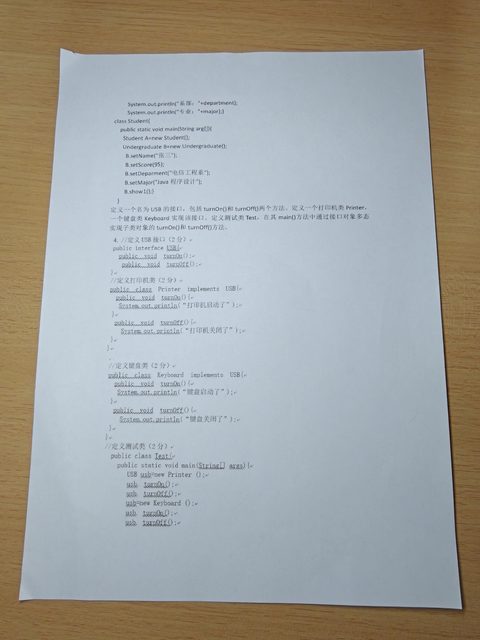 System.out.println("系部："+department);
System.out.println("专业："+major);}
class Student{
public static void main(String arg[]){
Student A=new Student();
Undergraduate B=new Undergraduate();
B.setName("张三");
B.setScore(95);
B.setDeparment("电信工程系");
B.setMajor("Java 程序设计");
B.show1();}
}
定义一个名为 USB 的接口，包括 turnOn()和 turnOff()两个方法。定义一个打印机类 Printer，
一个键盘类 Keyboard 实现该接口。定义测试类 Test，在其 main()方法中通过接口对象多态
实现子类对象的 turnOn()和 turnOff()方法。
4. //定义 USB 接口（2 分）
public interface USB{
public void turnOn();
public void turnOff();
}
//定义打印机类（2 分）
public class Printer implements USB{
public void turnOn(){
System.out.println("打印机启动了");
}
public void turnOff(){
System.out.println("打印机关闭了");
}
}
//定义键盘类（2 分）
public class Keyboard implements USB{
public void turnOn(){
System.out.println("键盘启动了");
}
public void turnOff(){
System.out.println("键盘关闭了");
}
}
//定义测试类（2 分）
public class Test{
public static void main(String[] args){
USB usb=new Printer ();
usb. turnOn();
usb. turnOff();
usb=new Keyboard ();
usb. turnOn();
usb. turnOff();